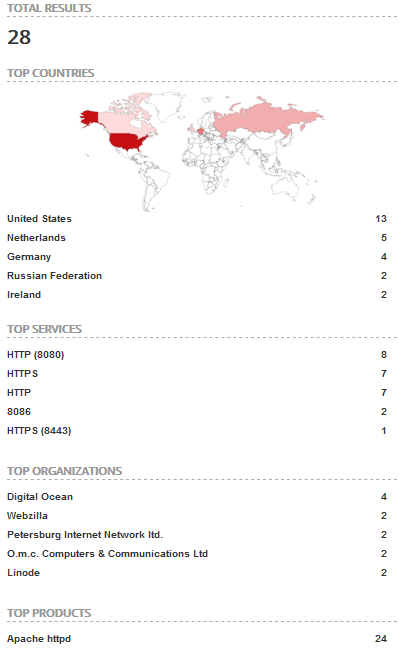 TOTAL RESULTS
28
TOP COUNTRIES
United States 13
Netherlands 5
Germany 4
Russian Federation 2
Ireland 2
TOP SERVICES
HTTP (8080) 8
HTTPS 7
HTTP 7
8086 2
HTTPS (8443) 1
TOP ORGANIZATIONS
Digital Ocean 4
Webzilla 2
Petersburg Internet Network ltd. 2
O.m.c. Computers & Communications Ltd 2
Linode 2
TOP PRODUCTS
Apache httpd 24